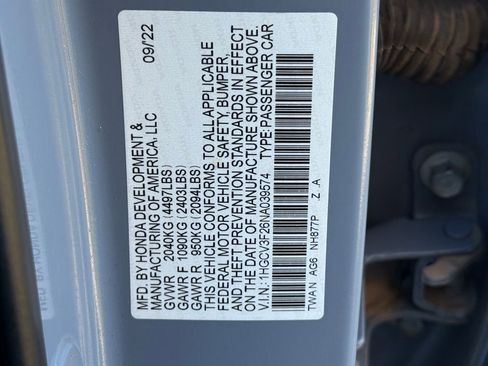 09/22
MFD. BY HONDA DEVELOPMENT &
MANUFACTURING OF AMERICA, LLC
GVWR 2040KG (4497LBS)
GAWR F 1090KG (2403LBS)
GAWR R 950KG (2094LBS)
THIS VEHICLE CONFORMS TO ALL APPLICABLE
FEDERAL MOTOR VEHICLE SAFETY, BUMPER,
AND THEFT PREVENTION STANDARDS IN EFFECT
ON THE DATE OF MANUFACTURE SHOWN ABOVE.
V.I.N.: 1HGCV3F26NA039574 TYPE:PASSENGER CAR
TWA N AG6 NH877P Z .A